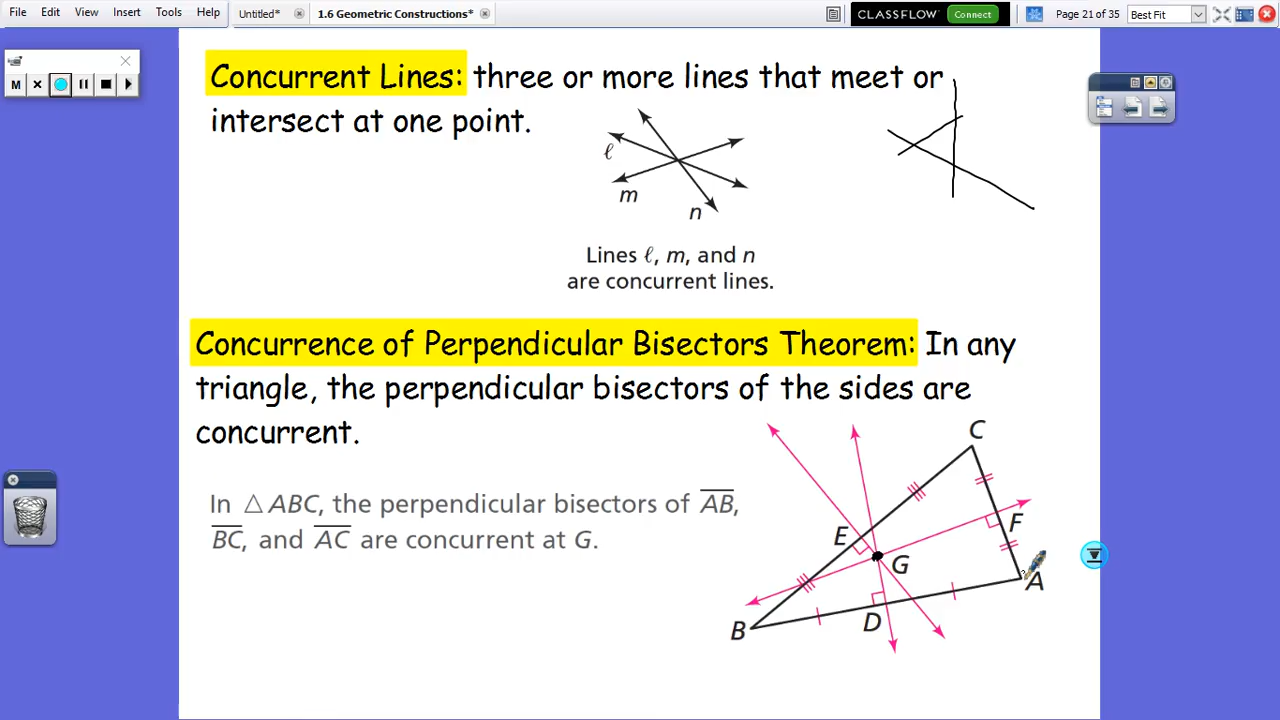 File Edit View Insert Tools Help Untitled* 1.6 Geometric Constructions* CLASSFLOW Connect Page 21 of 35 Best Fit
M
Concurrent Lines: three or more lines that meet or
intersect at one point.
ℓ
m
n
Lines ℓ, m, and n
are concurrent lines.
Concurrence of Perpendicular Bisectors Theorem: In any
triangle, the perpendicular bisectors of the sides are
concurrent.
In △ABC, the perpendicular bisectors of A̅B̅,
B̅C̅, and A̅C̅ are concurrent at G.
C
E
F
G
A
B
D